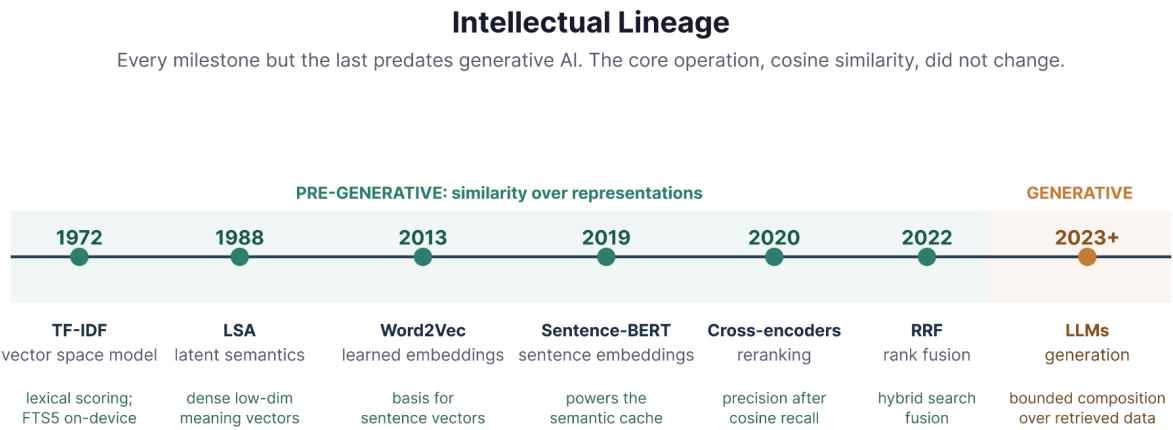 Intellectual Lineage
Every milestone but the last predates generative AI. The core operation, cosine similarity, did not change.
PRE-GENERATIVE: similarity over representations
GENERATIVE
1972
1988
2013
2019
2020
2022
2023+
TF-IDF
vector space model
lexical scoring;
FTS5 on-device
LSA
latent semantics
dense low-dim
meaning vectors
Word2Vec
learned embeddings
basis for
sentence vectors
Sentence-BERT
sentence embeddings
powers the
semantic cache
Cross-encoders
reranking
precision after
cosine recall
RRF
rank fusion
hybrid search
fusion
LLMs
generation
bounded composition
over retrieved data